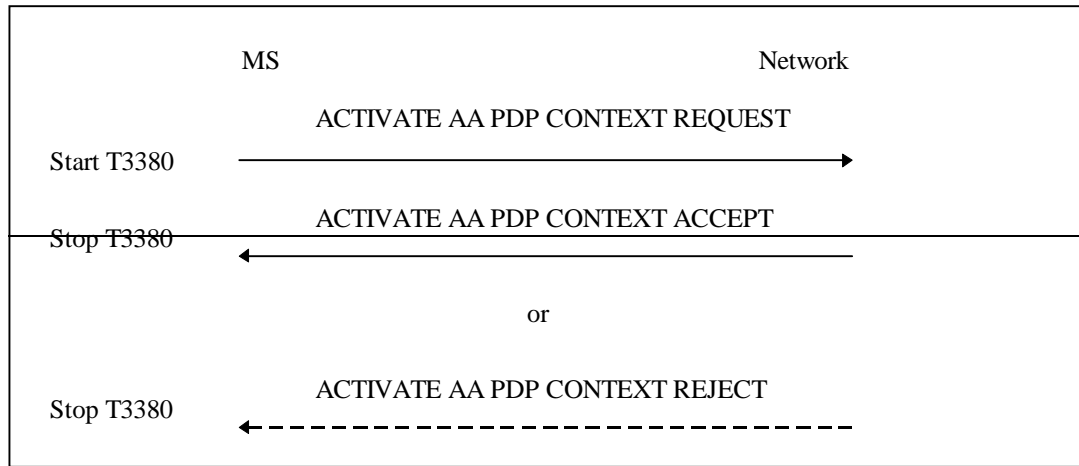 MS Network
ACTIVATE AA PDP CONTEXT REQUEST
Start T3380
ACTIVATE AA PDP CONTEXT ACCEPT
Stop T3380
or
ACTIVATE AA PDP CONTEXT REJECT
Stop T3380